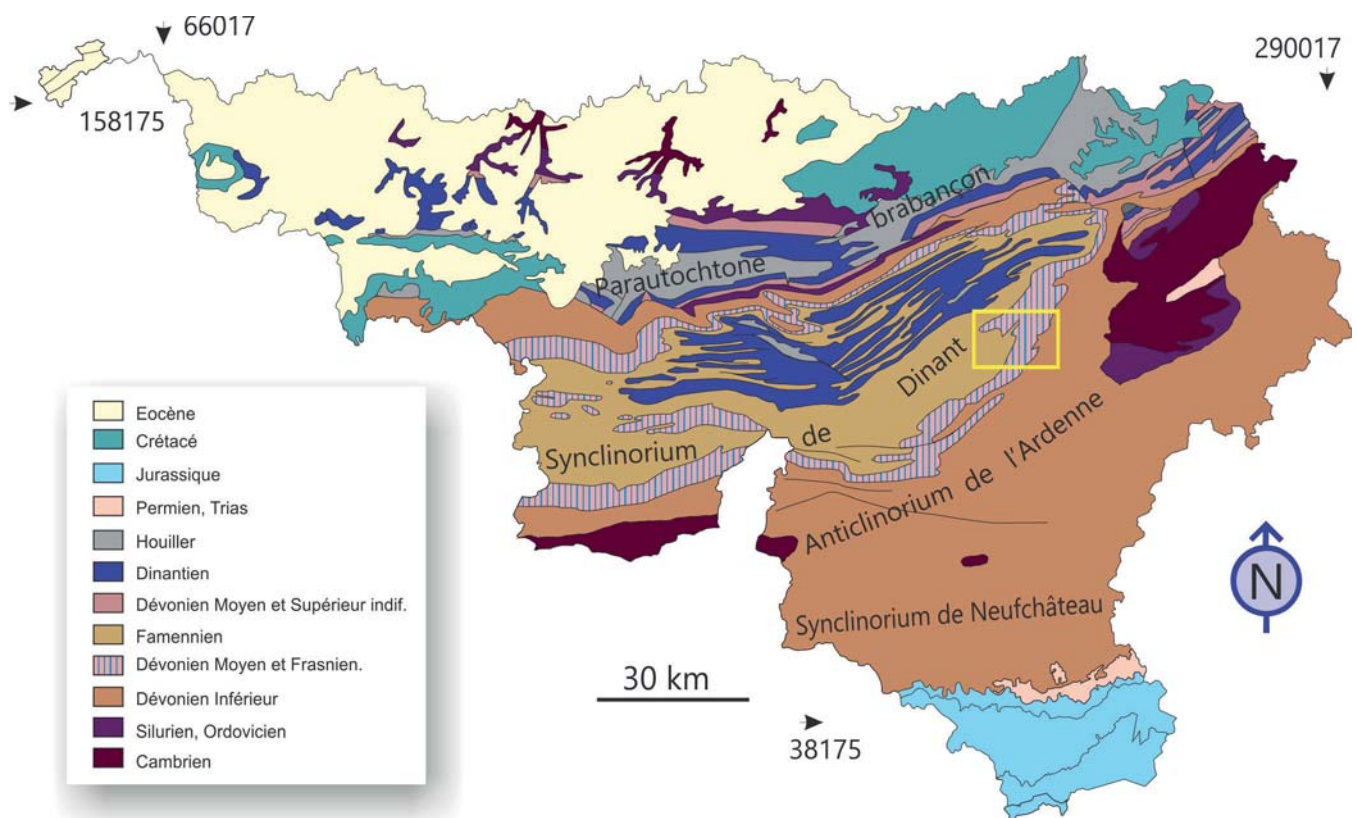 66017
290017
158175
Parautochtone brabançon
Dinant
de
Synclinorium
Anticlinorium de l'Ardenne
Synclinorium de Neufchâteau
N
30 km
38175
Eocène
Crétacé
Jurassique
Permien, Trias
Houiller
Dinantien
Dévonien Moyen et Supérieur indif.
Famennien
Dévonien Moyen et Frasnien.
Dévonien Inférieur
Silurien, Ordovicien
Cambrien